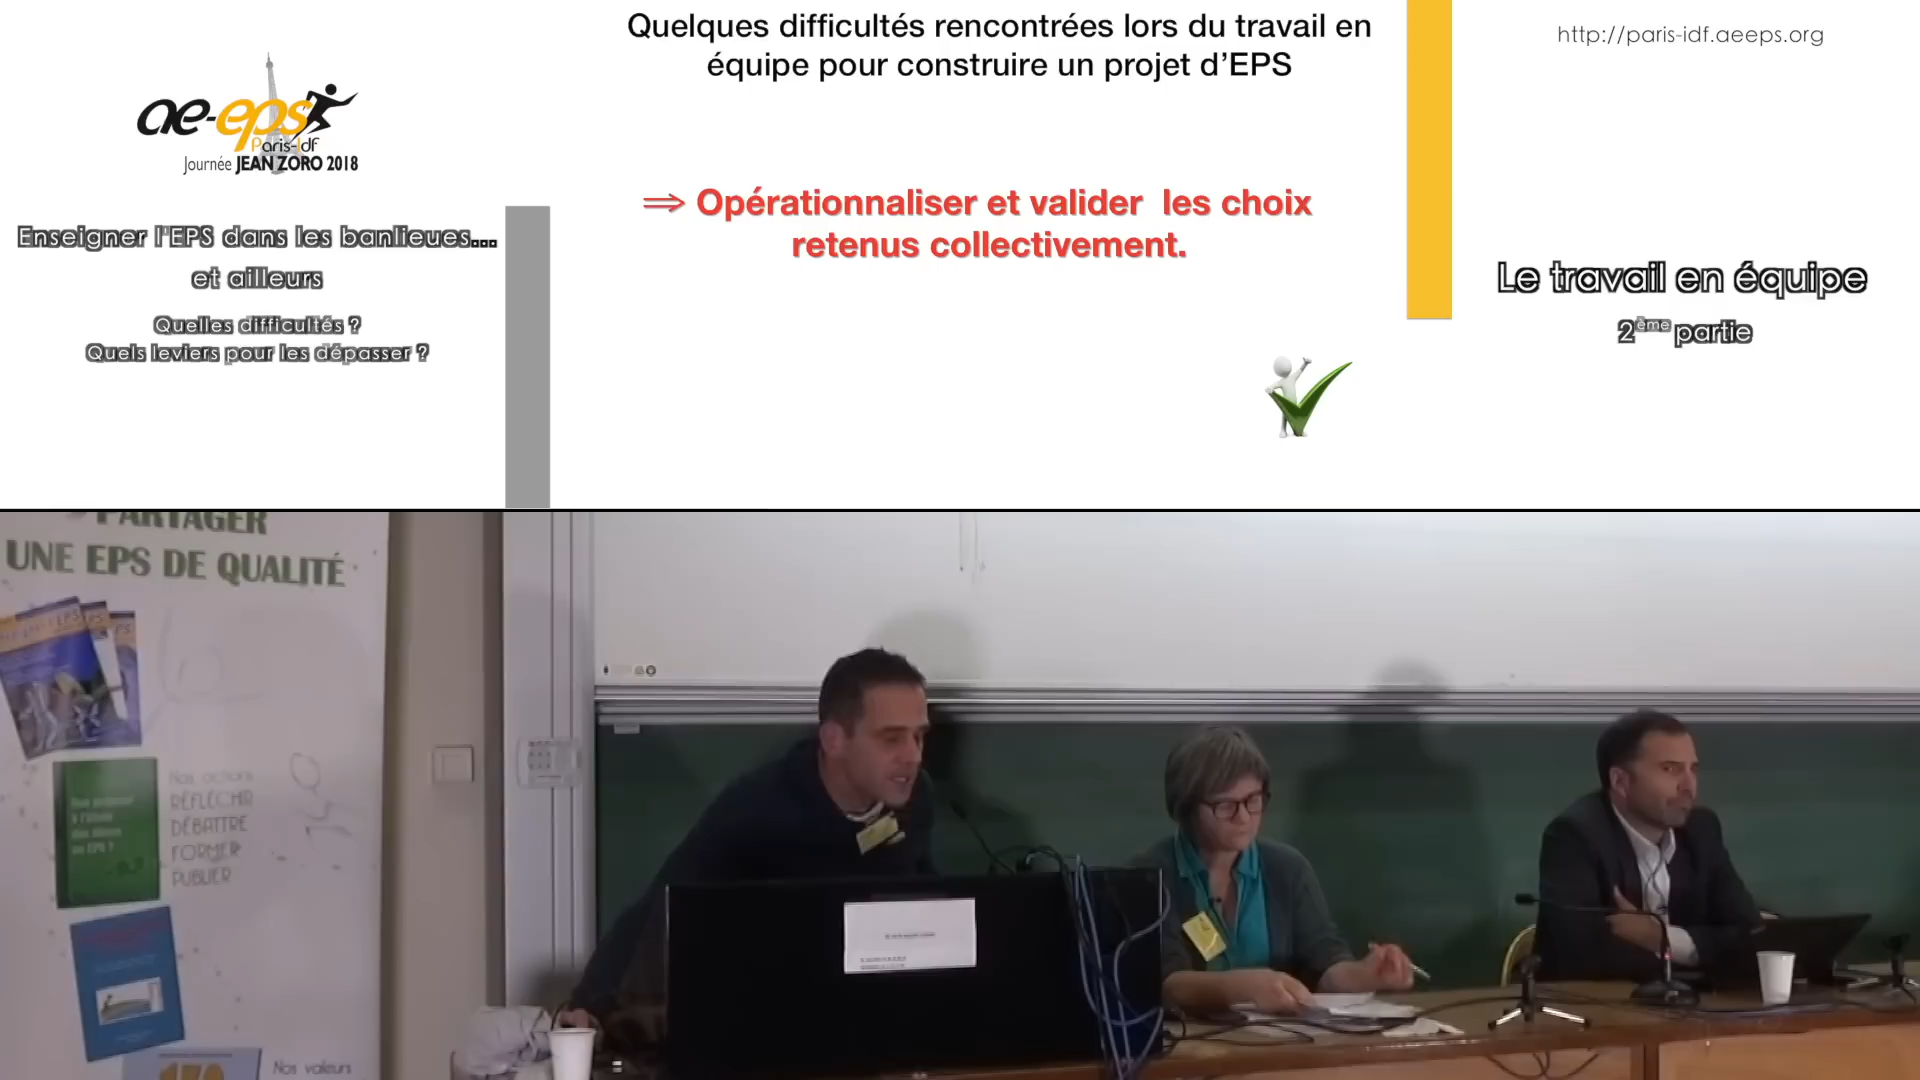 Quelques difficultés rencontrées lors du travail en
équipe pour construire un projet d'EPS
http://paris-idf.aeeps.org
ae-eps
Paris-Idf
Journée JEAN ZORO 2018
⇒ Opérationnaliser et valider les choix
retenus collectivement.
Enseigner l'EPS dans les banlieues...
et ailleurs
Quelles difficultés ?
Quels leviers pour les dépasser ?
Le travail en équipe
2ème partie
PARTAGER
UNE EPS DE QUALITÉ
Nos actions
RÉFLÉCHIR
DÉBATTRE
FORMER
PUBLIER
Nos valeurs